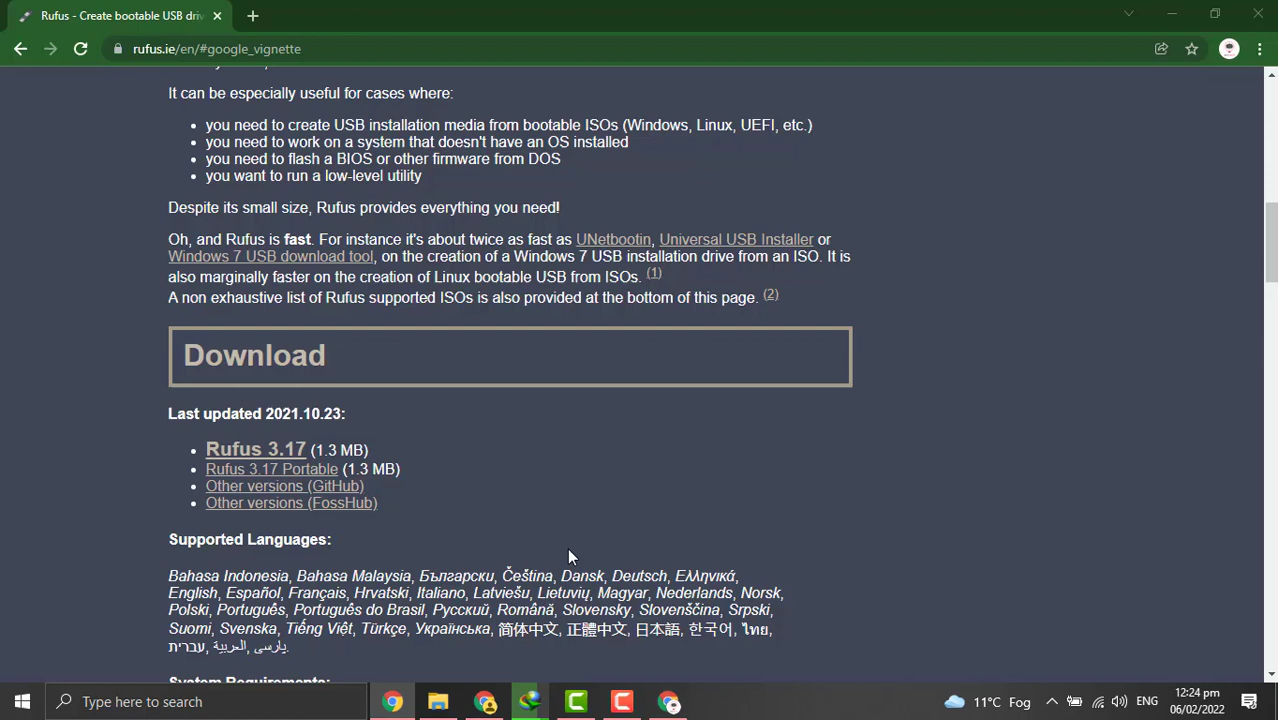 Rufus - Create bootable USB driv
rufus.ie/en/#google_vignette
It can be especially useful for cases where:
you need to create USB installation media from bootable ISOs (Windows, Linux, UEFI, etc.)
you need to work on a system that doesn't have an OS installed
you need to flash a BIOS or other firmware from DOS
you want to run a low-level utility
Despite its small size, Rufus provides everything you need!
Oh, and Rufus is fast. For instance it's about twice as fast as UNetbootin, Universal USB Installer or
Windows 7 USB download tool, on the creation of a Windows 7 USB installation drive from an ISO. It is
also marginally faster on the creation of Linux bootable USB from ISOs. (1)
A non exhaustive list of Rufus supported ISOs is also provided at the bottom of this page. (2)
Download
Last updated 2021.10.23:
Rufus 3.17 (1.3 MB)
Rufus 3.17 Portable (1.3 MB)
Other versions (GitHub)
Other versions (FossHub)
Supported Languages:
Bahasa Indonesia, Bahasa Malaysia, Български, Čeština, Dansk, Deutsch, Ελληνικά,
English, Español, Français, Hrvatski, Italiano, Latviešu, Lietuvių, Magyar, Nederlands, Norsk,
Polski, Português, Português do Brasil, Русский, Română, Slovensky, Slovenščina, Srpski,
Suomi, Svenska, Tiếng Việt, Türkçe, Українська, 简体中文, 正體中文, 日本語, 한국어, ไทย,
עברית, العربية, پارسی.
System Requirements:
Type here to search
11°C Fog
ENG
12:24 pm
06/02/2022